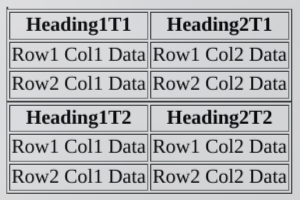 Heading1T1 Heading2T1
Row1 Col1 Data Row1 Col2 Data
Row2 Col1 Data Row2 Col2 Data
Heading1T2 Heading2T2
Row1 Col1 Data Row1 Col2 Data
Row2 Col1 Data Row2 Col2 Data